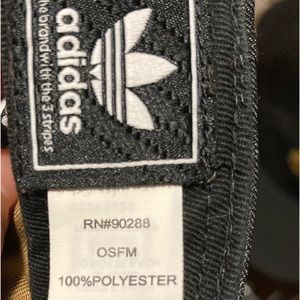 adidas
the brand with the 3 stripes
RN#90288
OSFM
100%POLYESTER